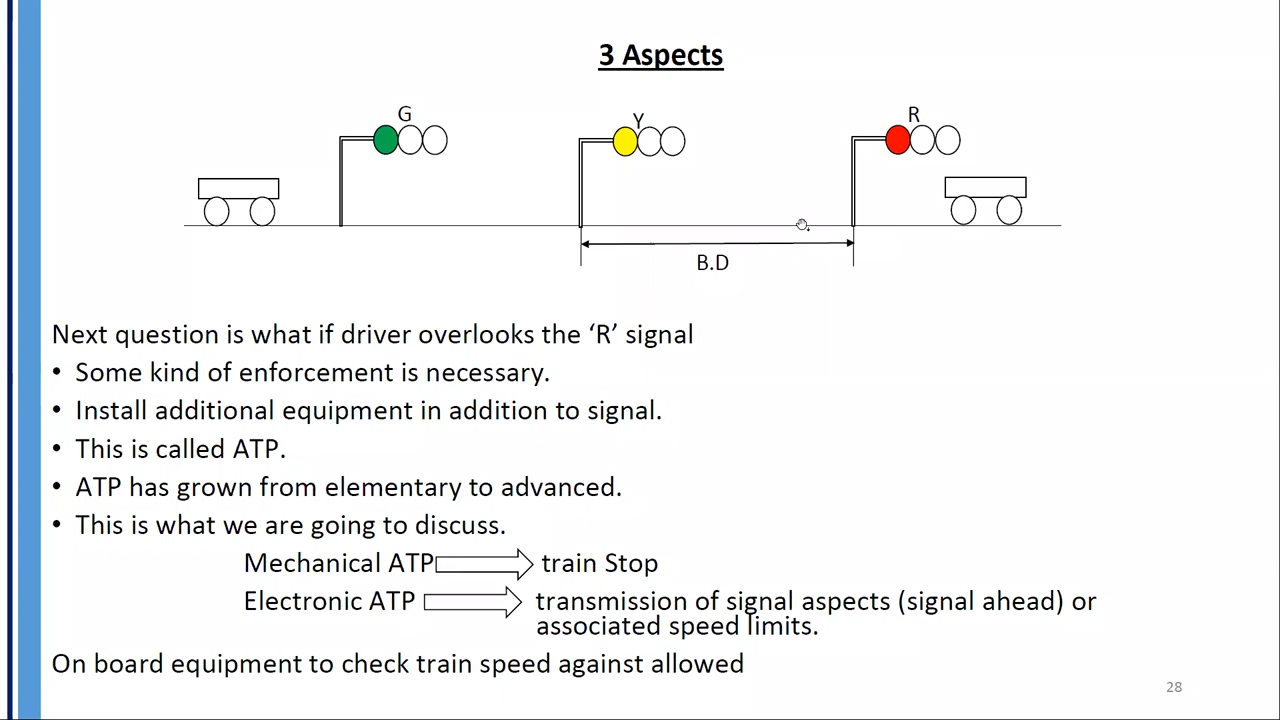 3 Aspects
G
Y
R
B.D
Next question is what if driver overlooks the ‘R’ signal
• Some kind of enforcement is necessary.
• Install additional equipment in addition to signal.
• This is called ATP.
• ATP has grown from elementary to advanced.
• This is what we are going to discuss.
Mechanical ATP train Stop
Electronic ATP transmission of signal aspects (signal ahead) or
associated speed limits.
On board equipment to check train speed against allowed
28